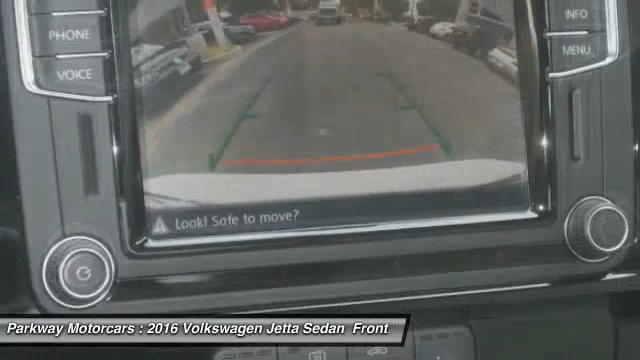 INFO
PHONE
MENU
VOICE
Look! Safe to move?
Parkway Motorcars : 2016 Volkswagen Jetta Sedan Front